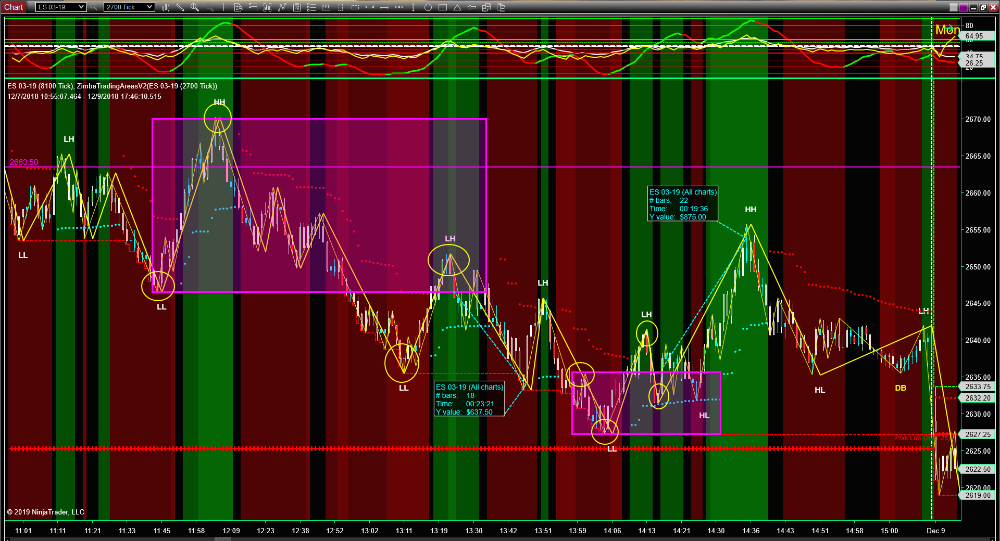 Chart ES 03-19 2700 Tick
Mon
80
64.95
34.75
26.25
20
ES 03-19 (8100 Tick), ZimbaTradingAreasV2(ES 03-19 (2700 Tick))
12/7/2018 10:55:07.464 - 12/9/2018 17:46:10.515
HH
2670.00
LH
2665.00
2663.50
2660.00
ES 03-19 (All charts)
# bars: 22
Time: 00:19:36
Y value: $875.00
HH
2655.00
LH
LL
2650.00
LH
2645.00
LL
LH
LH
2640.00
2635.00
LL
ES 03-19 (All charts)
# bars: 18
Time: 00:23:21
Y value: $637.50
HL
DB
2633.75
2632.20
2630.00
HL
2627.25
Prior Low (2627.25)
LL
2625.00
2622.50
2620.00
2619.00
© 2019 NinjaTrader, LLC
11:01 11:11 11:21 11:33 11:45 11:58 12:09 12:23 12:38 12:52 13:02 13:11 13:19 13:30 13:42 13:51 13:59 14:06 14:13 14:21 14:30 14:36 14:43 14:51 14:58 15:00 Dec 9